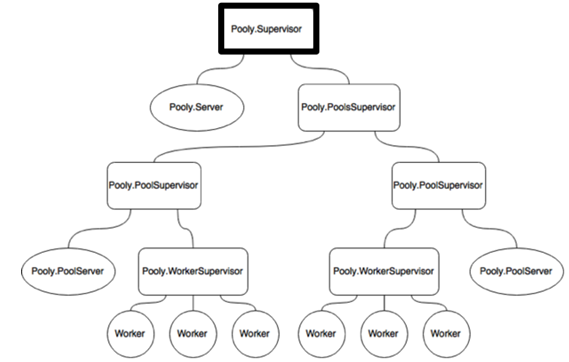 Pooly.Supervisor
Pooly.Server
Pooly.PoolsSupervisor
Pooly.PoolSupervisor
Pooly.PoolSupervisor
Pooly.PoolServer
Pooly.WorkerSupervisor
Pooly.WorkerSupervisor
Pooly.PoolServer
Worker
Worker
Worker
Worker
Worker
Worker